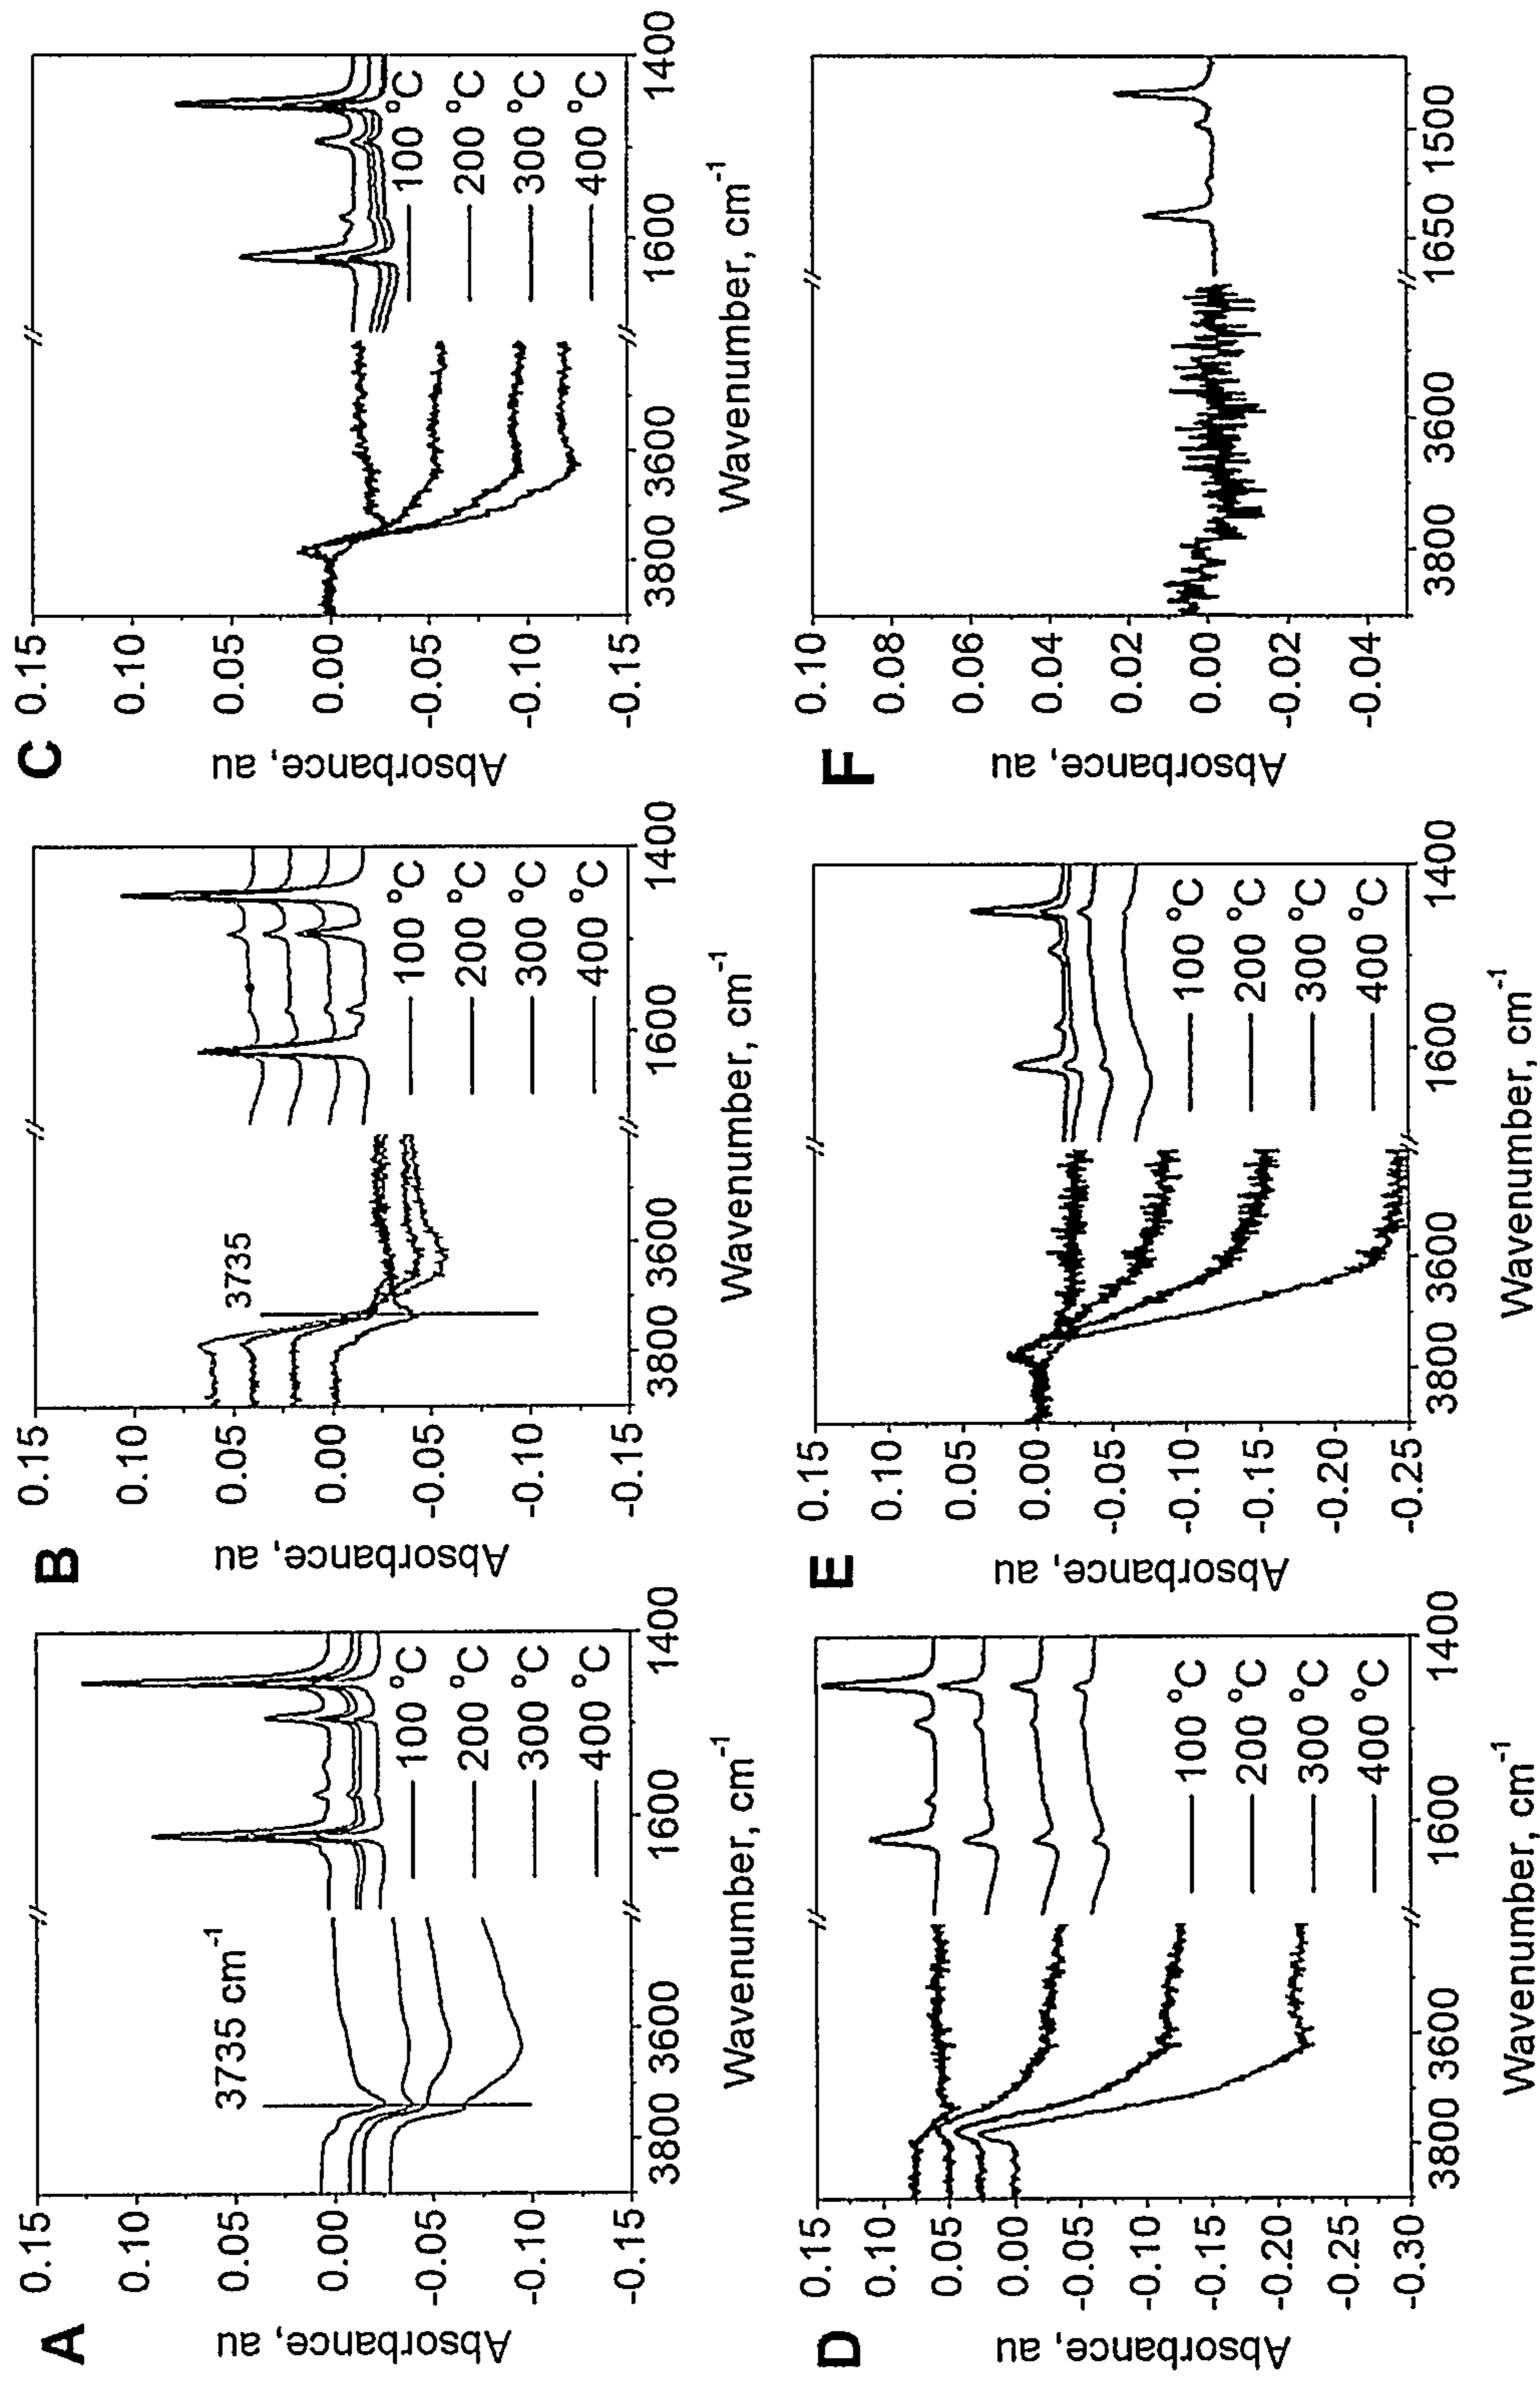 A
0.15
0.10
0.05
0.00
-0.05
-0.10
-0.15
Absorbance, au
3735 cm⁻¹
100 °C
200 °C
300 °C
400 °C
3800 3600 1600 1400
Wavenumber, cm⁻¹
B
0.15
0.10
0.05
0.00
-0.05
-0.10
-0.15
Absorbance, au
3735
100 °C
200 °C
300 °C
400 °C
3800 3600 1600 1400
Wavenumber, cm⁻¹
C
0.15
0.10
0.05
0.00
-0.05
-0.10
-0.15
Absorbance, au
100 °C
200 °C
300 °C
400 °C
3800 3600 1600 1400
Wavenumber, cm⁻¹
D
0.15
0.10
0.05
0.00
-0.05
-0.10
-0.15
-0.20
-0.25
-0.30
Absorbance, au
100 °C
200 °C
300 °C
400 °C
3800 3600 1600 1400
Wavenumber, cm⁻¹
E
0.15
0.10
0.05
0.00
-0.05
-0.10
-0.15
-0.20
-0.25
Absorbance, au
100 °C
200 °C
300 °C
400 °C
3800 3600 1600 1400
Wavenumber, cm⁻¹
F
0.10
0.08
0.06
0.04
0.02
0.00
-0.02
-0.04
Absorbance, au
3800 3600 1650 1500